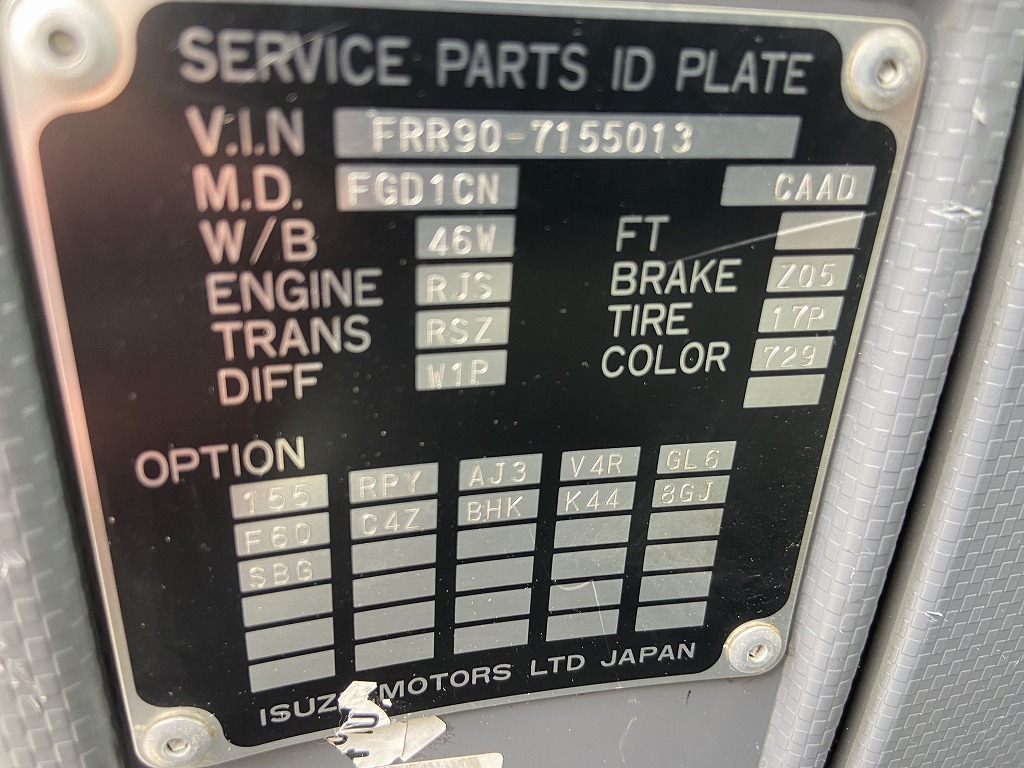 SERVICE PARTS ID PLATE
V.I.N FRR90-7155013
M.D. FGD1CN CAAD
W/B 46W FT
ENGINE RJS BRAKE Z05
TRANS RSZ TIRE 17P
DIFF W1P COLOR 729
OPTION
155 RPY AJ3 V4R GL6
F60 C4Z BHK K44 8GJ
SBG
ISUZU MOTORS LTD JAPAN